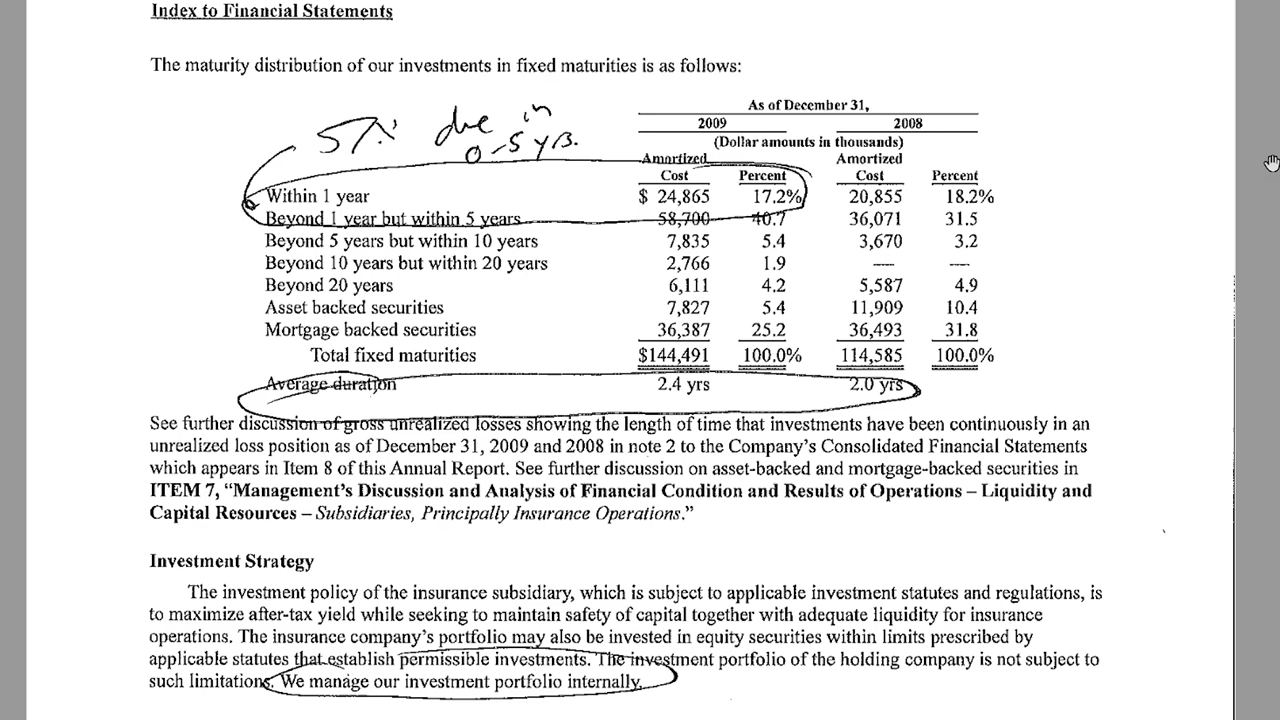 Index to Financial Statements
The maturity distribution of our investments in fixed maturities is as follows:
57% due in
0-5 yrs.
As of December 31,
2009 2008
(Dollar amounts in thousands)
Amortized Amortized
Cost Percent Cost Percent
Within 1 year $ 24,865 17.2% 20,855 18.2%
Beyond 1 year but within 5 years 58,700 40.7 36,071 31.5
Beyond 5 years but within 10 years 7,835 5.4 3,670 3.2
Beyond 10 years but within 20 years 2,766 1.9 — —
Beyond 20 years 6,111 4.2 5,587 4.9
Asset backed securities 7,827 5.4 11,909 10.4
Mortgage backed securities 36,387 25.2 36,493 31.8
Total fixed maturities $144,491 100.0% 114,585 100.0%
Average duration 2.4 yrs 2.0 yrs
See further discussion of gross unrealized losses showing the length of time that investments have been continuously in an
unrealized loss position as of December 31, 2009 and 2008 in note 2 to the Company's Consolidated Financial Statements
which appears in Item 8 of this Annual Report. See further discussion on asset-backed and mortgage-backed securities in
ITEM 7, “Management's Discussion and Analysis of Financial Condition and Results of Operations – Liquidity and
Capital Resources – Subsidiaries, Principally Insurance Operations.”
Investment Strategy
The investment policy of the insurance subsidiary, which is subject to applicable investment statutes and regulations, is
to maximize after-tax yield while seeking to maintain safety of capital together with adequate liquidity for insurance
operations. The insurance company's portfolio may also be invested in equity securities within limits prescribed by
applicable statutes that establish permissible investments. The investment portfolio of the holding company is not subject to
such limitations. We manage our investment portfolio internally.